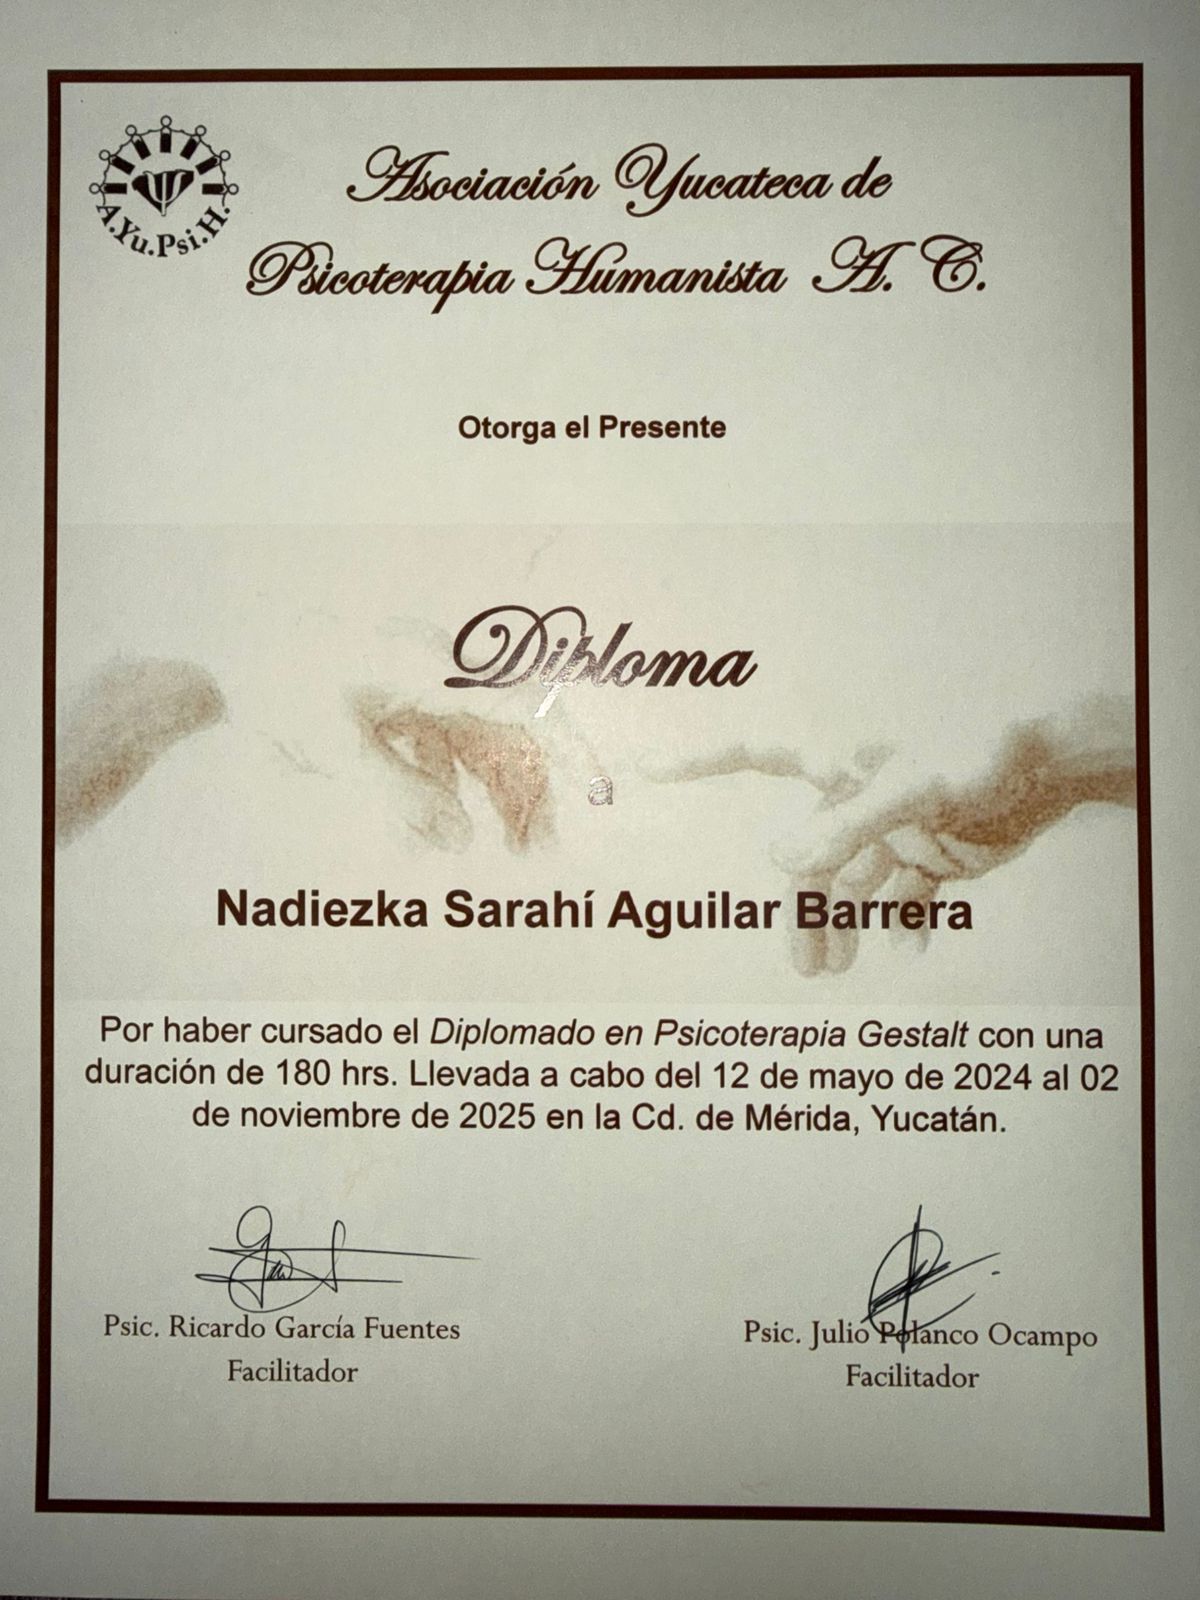 A.Yu.Psi.H.
Asociación Yucateca de
Psicoterapia Humanista A. C.
Otorga el Presente
Diploma
a
Nadiezka Sarahí Aguilar Barrera
Por haber cursado el Diplomado en Psicoterapia Gestalt con una
duración de 180 hrs. Llevada a cabo del 12 de mayo de 2024 al 02
de noviembre de 2025 en la Cd. de Mérida, Yucatán.
Psic. Ricardo García Fuentes
Facilitador
Psic. Julio Polanco Ocampo
Facilitador